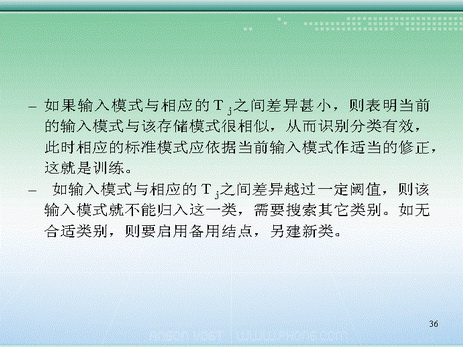 – 如果输入模式与相应的T j之间差异甚小，则表明当前
的输入模式与该存储模式很相似，从而识别分类有效，
此时相应的标准模式应依据当前输入模式作适当的修正，
这就是训练。
– 如输入模式与相应的T j之间差异越过一定阈值，则该
输入模式就不能归入这一类，需要搜索其它类别。如无
合适类别，则要启用备用结点，另建新类。
36